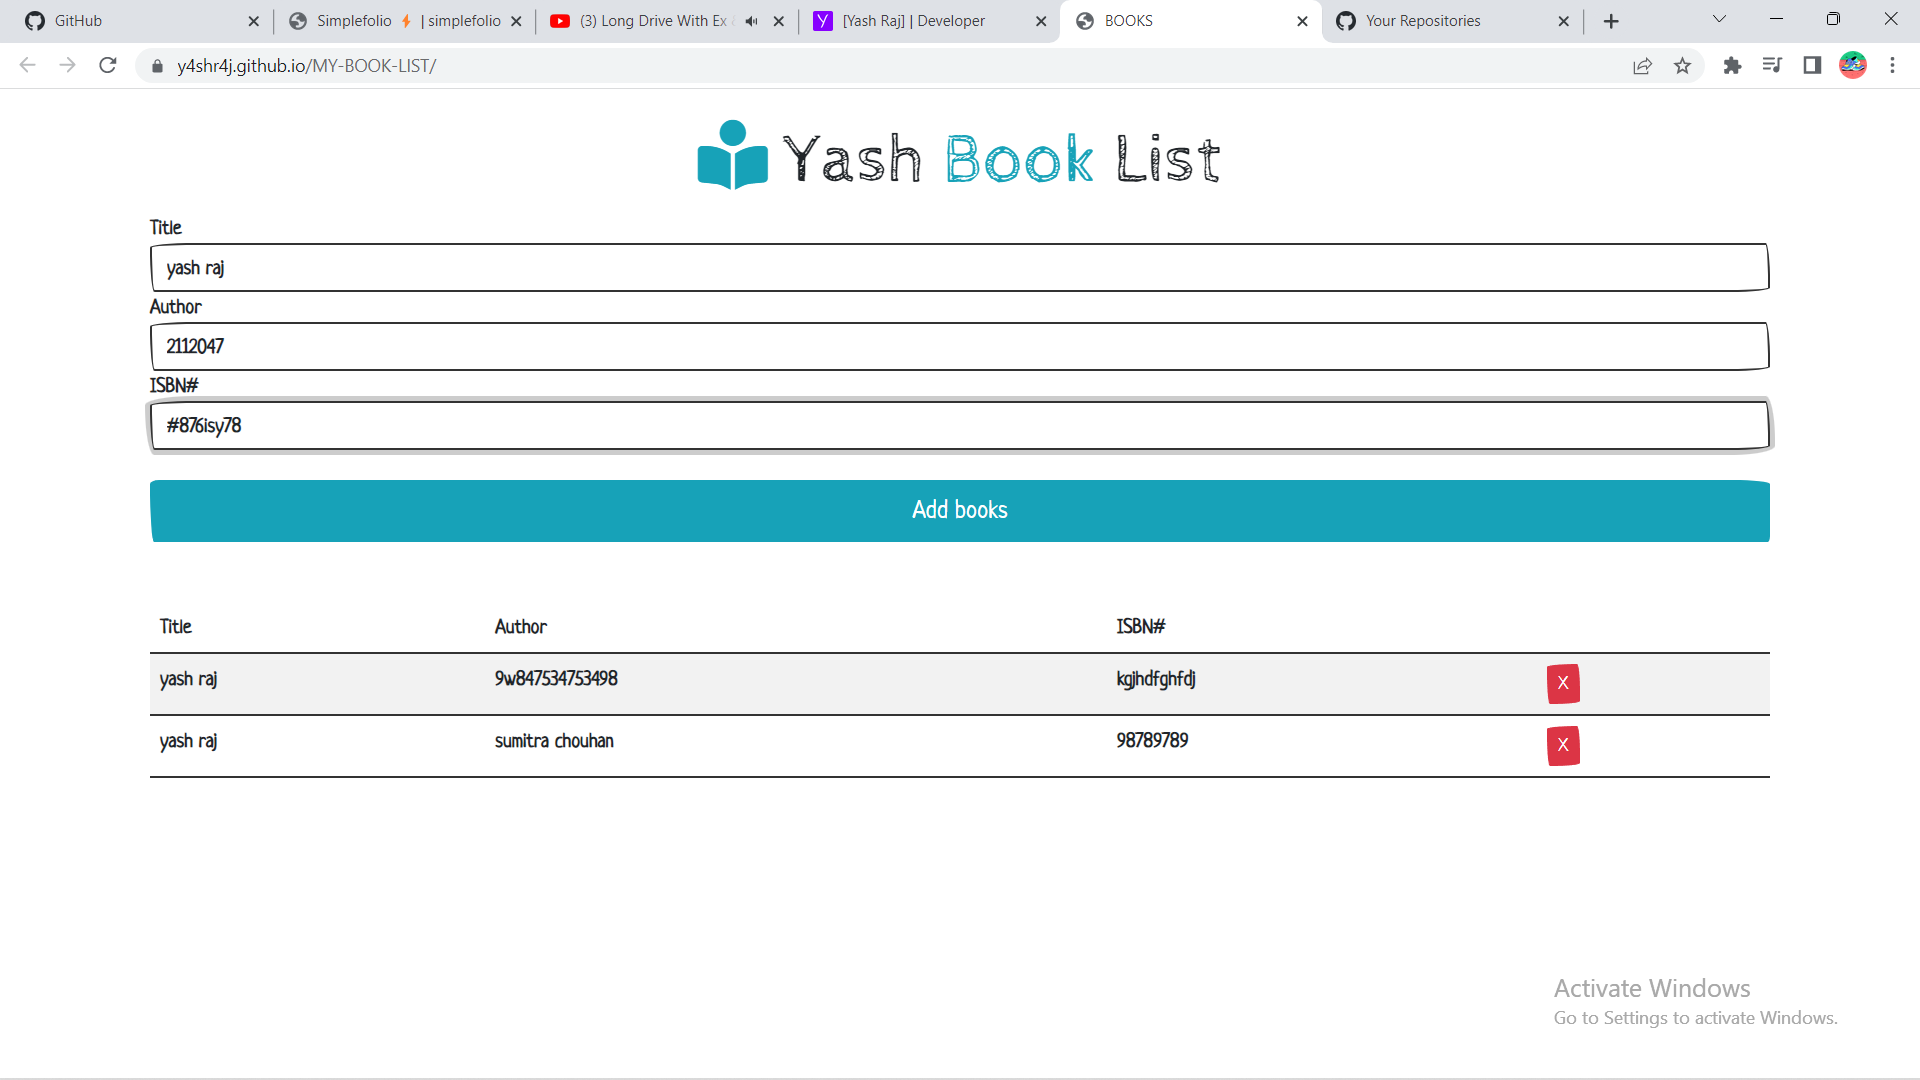 GitHub
Simplefolio ⚡ | simplefolio
(3) Long Drive With Ex
[Yash Raj] | Developer
BOOKS
Your Repositories
y4shr4j.github.io/MY-BOOK-LIST/
Yash Book List
Title
yash raj
Author
2112047
ISBN#
#876isy78
Add books
Title Author ISBN#
yash raj 9w847534753498 kgjhdfghfdj X
yash raj sumitra chouhan 98789789 X
Activate Windows
Go to Settings to activate Windows.